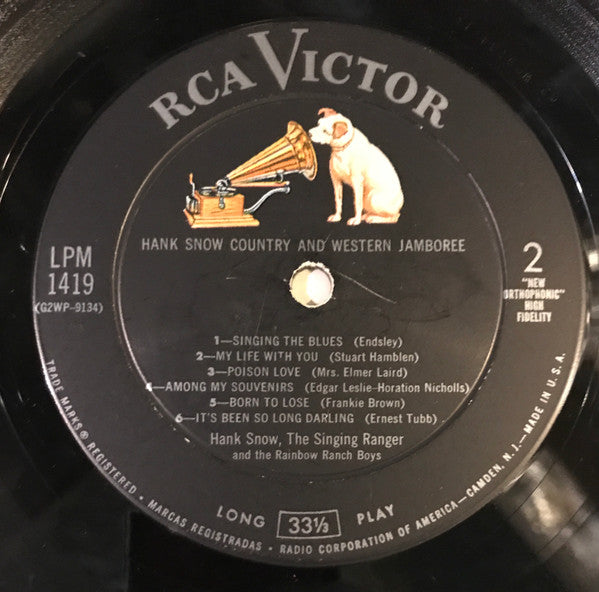 RCA VICTOR
HANK SNOW COUNTRY AND WESTERN JAMBOREE
LPM
1419
(G2WP-9134)
2
"NEW
ORTHOPHONIC"
HIGH
FIDELITY
1—SINGING THE BLUES (Endsley)
2—MY LIFE WITH YOU (Stuart Hamblen)
3—POISON LOVE (Mrs. Elmer Laird)
4—AMONG MY SOUVENIRS (Edgar Leslie-Horation Nicholls)
5—BORN TO LOSE (Frankie Brown)
6—IT'S BEEN SO LONG DARLING (Ernest Tubb)
Hank Snow, The Singing Ranger
and the Rainbow Ranch Boys
LONG 33⅓ PLAY
TRADE MARKS ® REGISTERED • MARCAS REGISTRADAS • RADIO CORPORATION OF AMERICA—CAMDEN, N. J.—MADE IN U.S.A.